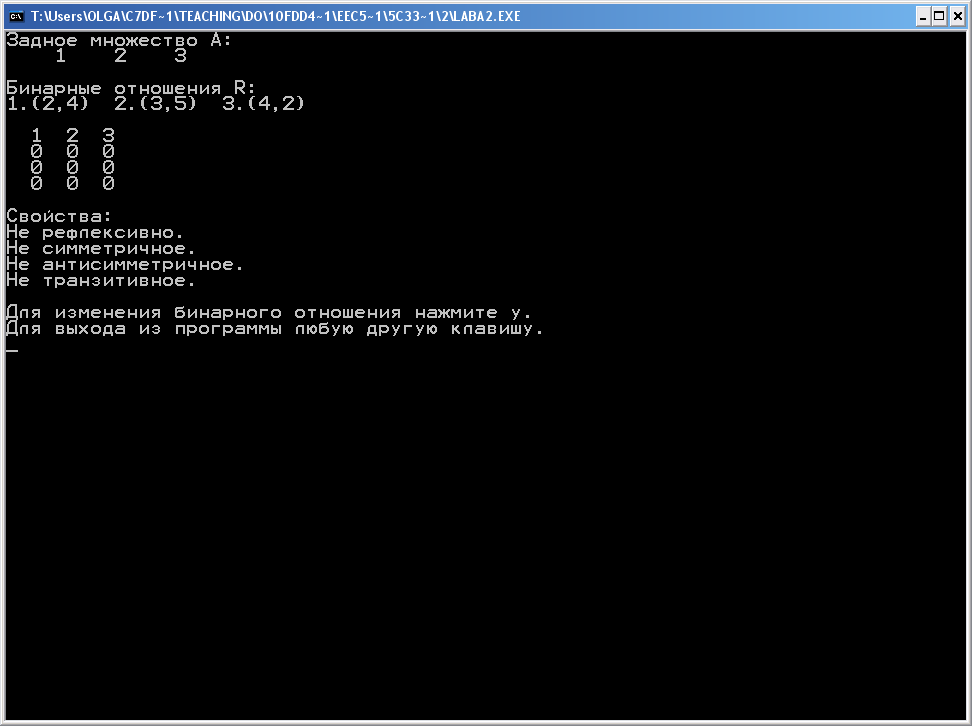 T:\Users\OLGA\C7DF~1\TEACHING\DO\10FDD4~1\EEC5~1\5C33~1\2\LABA2.EXE
Задное множество А:
1 2 3
Бинарные отношения R:
1.(2,4) 2.(3,5) 3.(4,2)
1 2 3
0 0 0
0 0 0
0 0 0
Свойства:
Не рефлексивно.
Не симметричное.
Не антисимметричное.
Не транзитивное.
Для изменения бинарного отношения нажмите y.
Для выхода из программы любую другую клавишу.